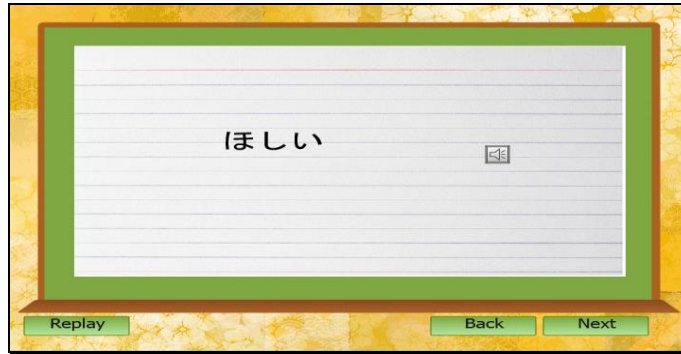 ほしい
Replay
Back
Next